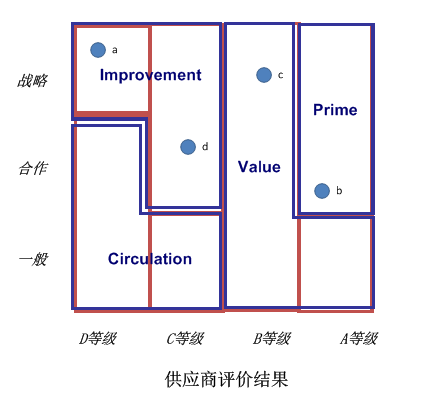 a
Improvement
c
战略
Prime
d
合作
Value
b
一般
Circulation
D等级 C等级 B等级 A等级
供应商评价结果